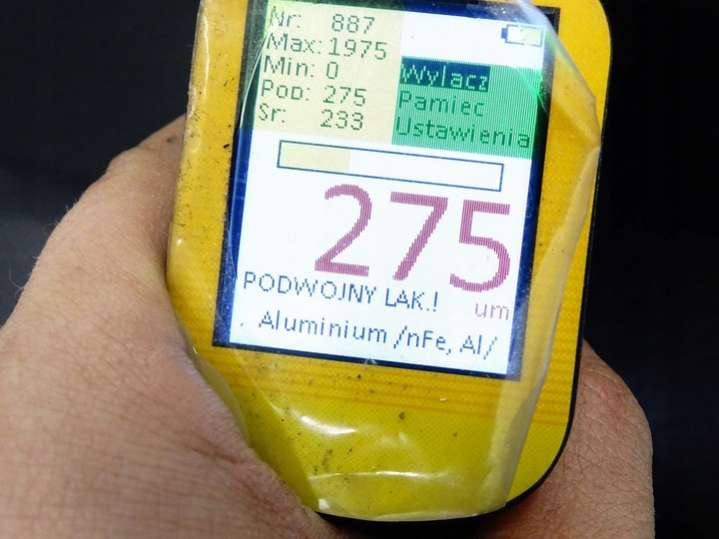 Nr: 887
Max: 1975
Min: 0
Pod: 275
Sr: 233
Wylacz
Pamiec
Ustawienia
275
um
PODWOJNY LAK.!
Aluminium /nFe, Al/